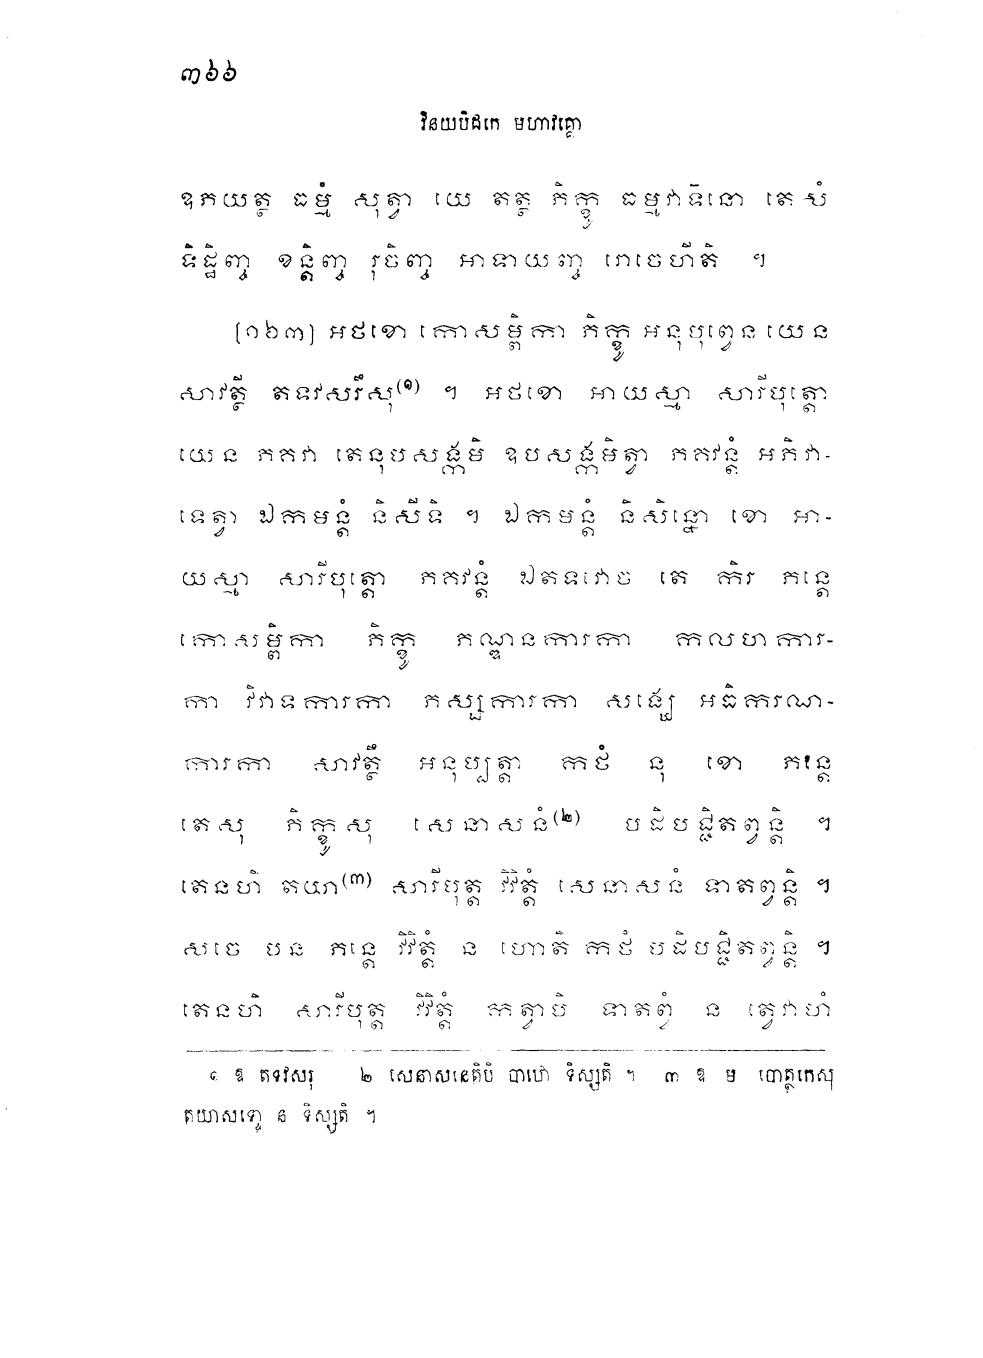 ៣៦៦
វិនយបិដកេ មហាវគ្គោ
ឧភយត្ថ ធម្មំ សុត្វា យេ តត្ថ ភិក្ខូ ធម្មវាទិនោ តេសំ
ទិដ្ឋិញ្ច ខន្តិញ្ច រុចិញ្ច អាទាយញ្ច រោចេហីតិ ។
[១៦៣] អថខោ កោសម្ពិកា ភិក្ខូ អនុបុព្វេន យេន
សាវត្ថី តទវសរឹសុ(១) ។ អថខោ អាយស្មា សារីបុត្តោ
យេន ភគវា តេនុបសង្កមិ ឧបសង្កមិត្វា ភគវន្តំ អភិវា-
ទេត្វា ឯកមន្តំ និសីទិ ។ ឯកមន្តំ និសិន្នោ ខោ អា-
យស្មា សារីបុត្តោ ភគវន្តំ ឯតទវោច តេ កិរ ភន្តេ
កោសម្ពិកា ភិក្ខូ ភណ្ឌនការកា កលហការ-
កា វិវាទការកា ភស្សការកា សង្ឃេ អធិករណ-
ការកា សាវត្ថឹ អនុប្បត្តា កថំ នុ ខោ ភន្តេ
តេសុ ភិក្ខូសុ សេនាសនំ(២) បដិបជ្ជិតព្វន្តិ ។
តេនហិ តយា(៣) សារីបុត្ត វិវិត្តំ សេនាសនំ ទាតព្វន្តិ ។
សចេ បន ភន្តេ វិវិត្តំ ន ហោតិ កថំ បដិបជ្ជិតព្វន្តិ ។
តេនហិ សារីបុត្ត វិវិត្តំ កត្វាបិ ទាតព្វំ ន ត្វេវាហំ
១ ឱ តទវសរុ ២ សេនាសនេតិបិ បាឋោ ទិស្សតិ ។ ៣ ឱ ម បោត្ថកេសុ
តយាសទ្ទោ ន ទិស្សតិ ។